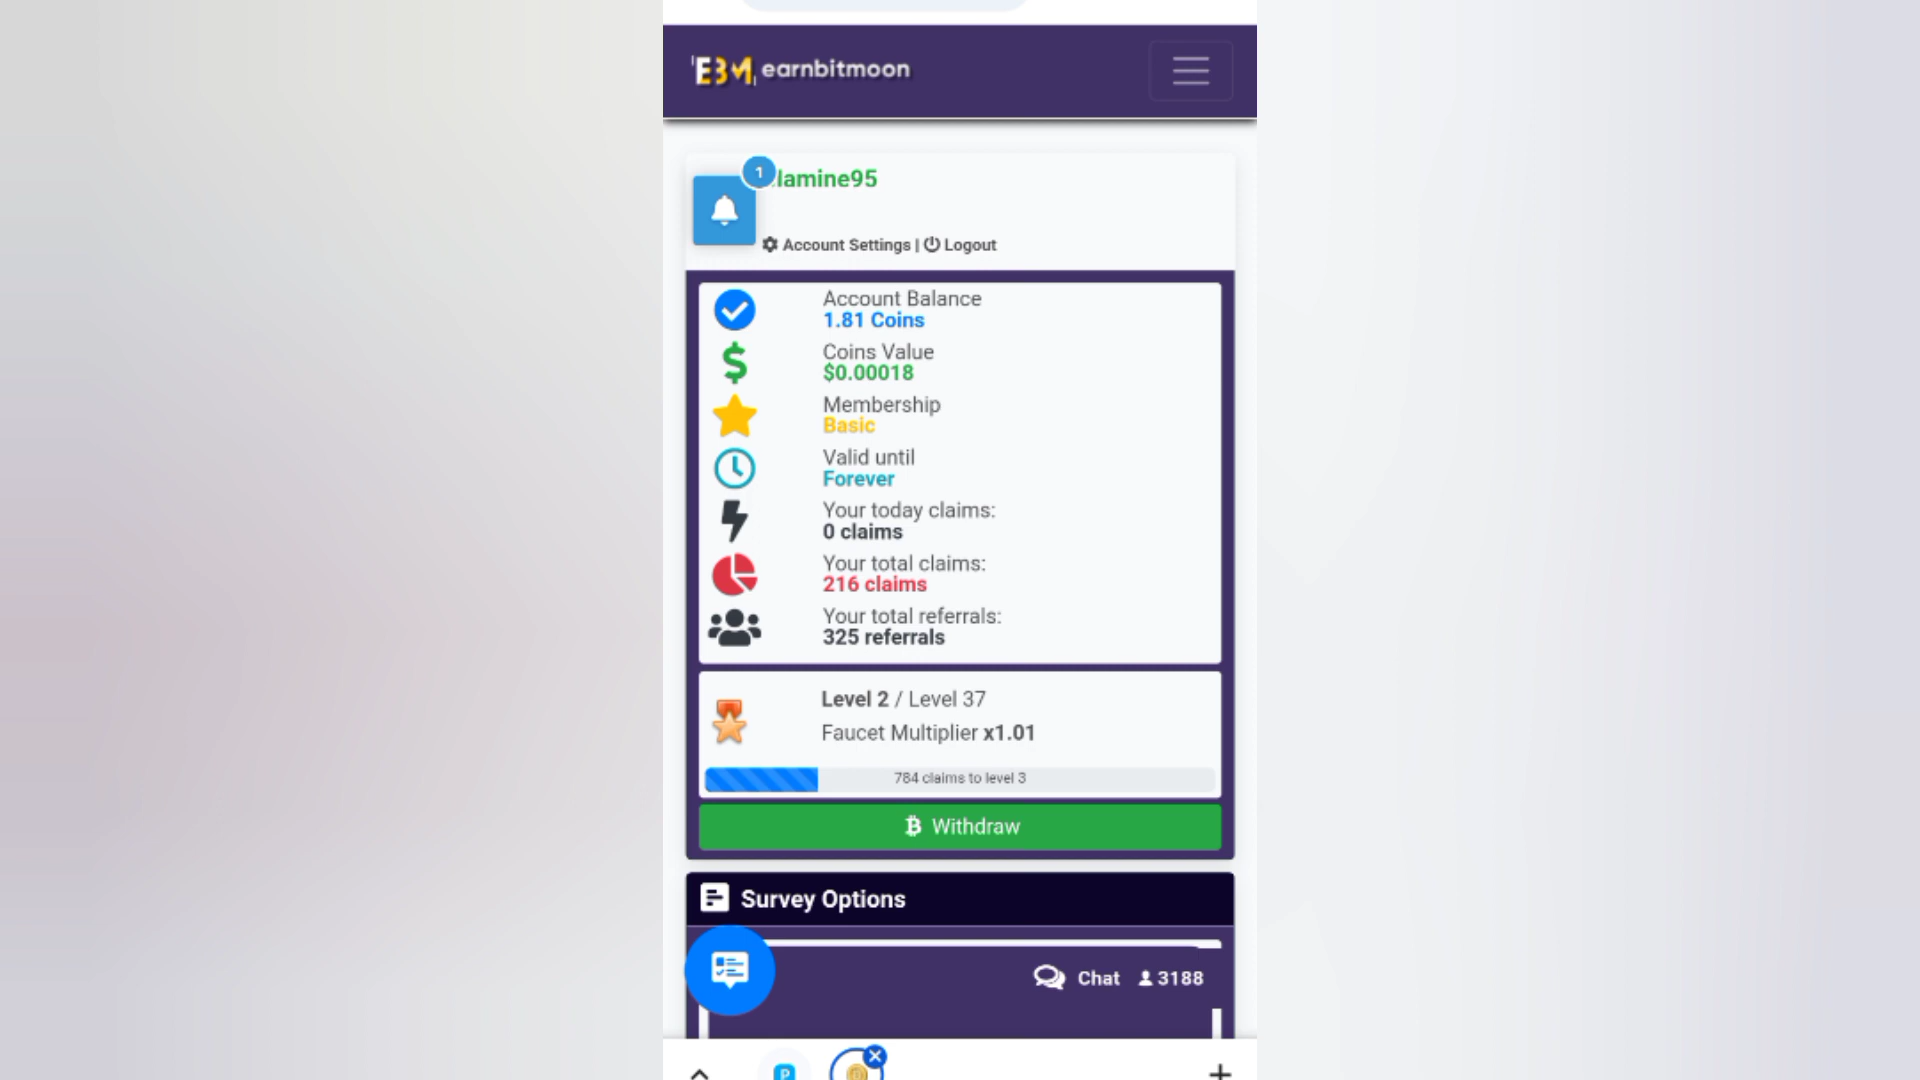 EBM earnbitmoon
1
lamine95
Account Settings | Logout
Account Balance
1.81 Coins
Coins Value
$0.00018
Membership
Basic
Valid until
Forever
Your today claims:
0 claims
Your total claims:
216 claims
Your total referrals:
325 referrals
Level 2 / Level 37
Faucet Multiplier x1.01
784 claims to level 3
Withdraw
Survey Options
Chat 3188
P